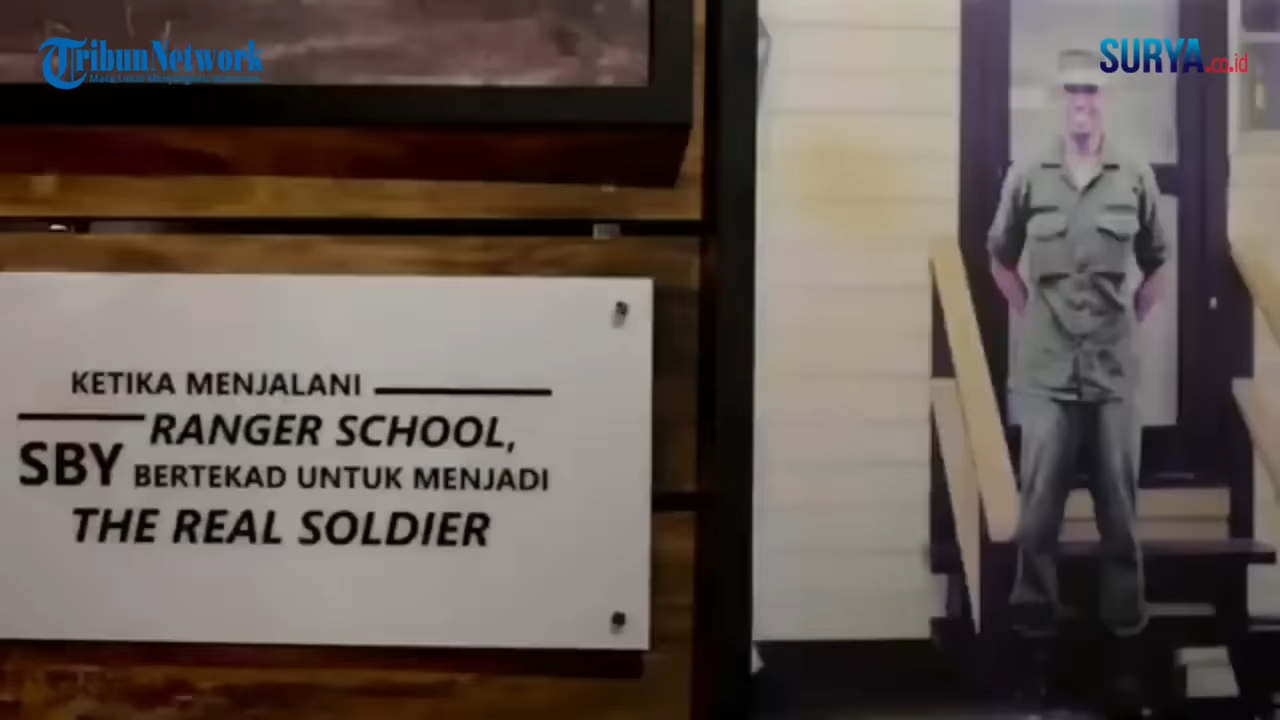 TribunNetwork
SURYA.co.id
KETIKA MENJALANI
RANGER SCHOOL,
SBY BERTEKAD UNTUK MENJADI
THE REAL SOLDIER